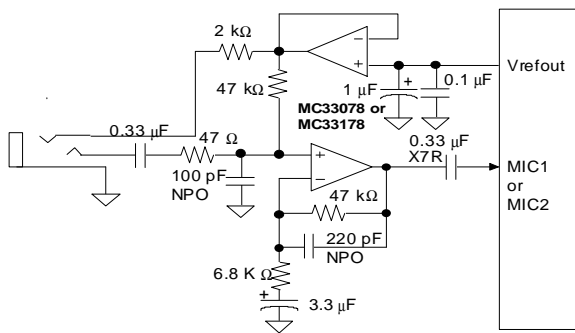 2 kΩ
−
+
Vrefout
47 kΩ
+
1 µF
0.1 µF
MC33078 or
MC33178
0.33 µF
47 Ω
0.33 µF
X7R
+
−
100 pF
NPO
MIC1
or
MIC2
47 kΩ
220 pF
NPO
6.8 K Ω
+
3.3 µF